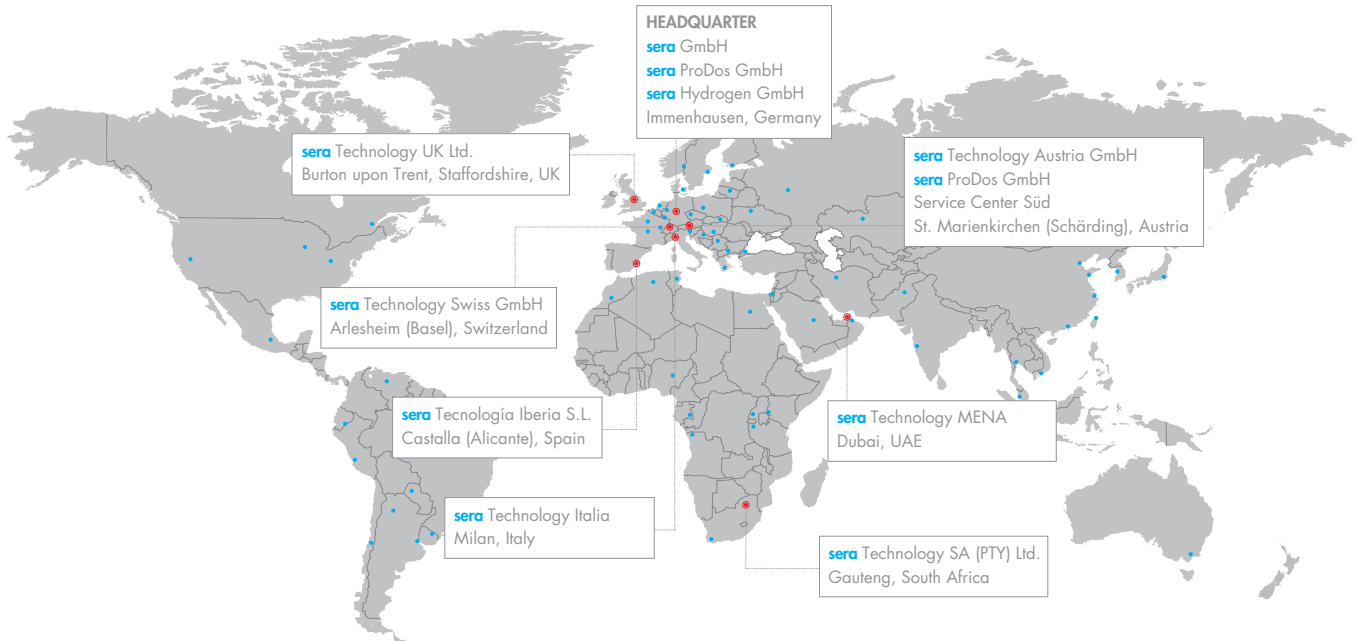 HEADQUARTER
sera GmbH
sera ProDos GmbH
sera Hydrogen GmbH
Immenhausen, Germany
sera Technology UK Ltd.
Burton upon Trent, Staffordshire, UK
sera Technology Austria GmbH
sera ProDos GmbH
Service Center Süd
St. Marienkirchen (Schärding), Austria
sera Technology Swiss GmbH
Arlesheim (Basel), Switzerland
sera Tecnología Iberia S.L.
Castalla (Alicante), Spain
sera Technology MENA
Dubai, UAE
sera Technology Italia
Milan, Italy
sera Technology SA (PTY) Ltd.
Gauteng, South Africa